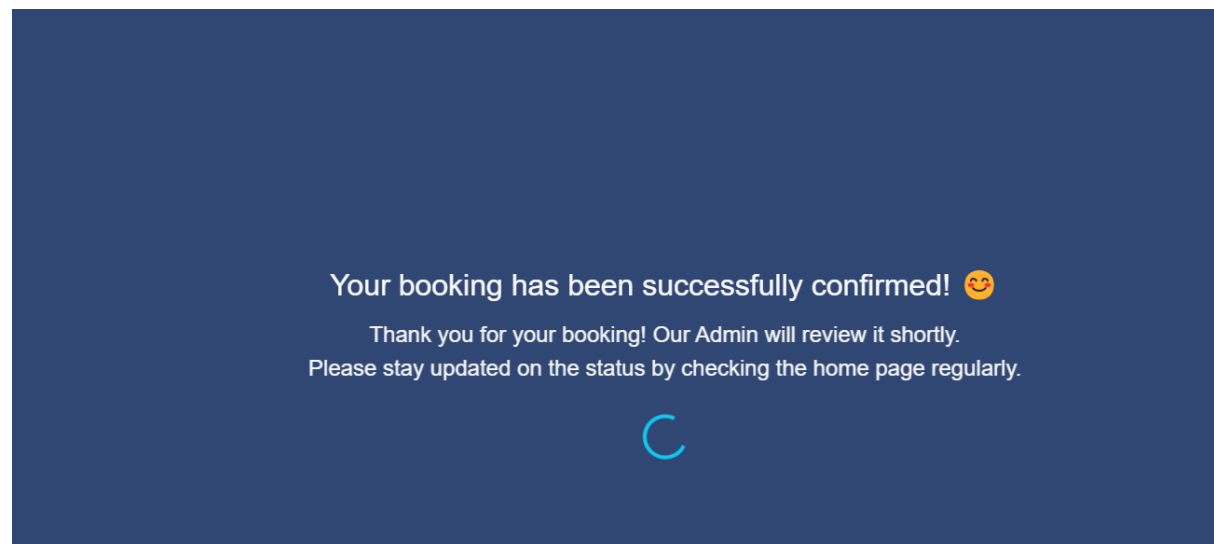 Your booking has been successfully confirmed! 😊
Thank you for your booking! Our Admin will review it shortly.
Please stay updated on the status by checking the home page regularly.